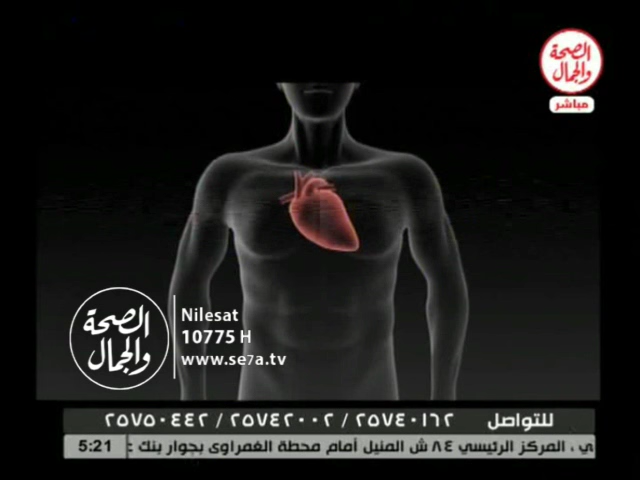 الصحة
والجمال
مباشر
الصحة
والجمال
Nilesat
10775 H
www.se7a.tv
للتواصل ٢٥٧٤٠١٦٢ / ٢٥٧٤٢٠٠٢ / ٢٥٧٥٠٤٤٢
ي ، المركز الرئيسي ٨٤ ش المنيل أمام محطة الغمراوى بجوار بنك
5:21